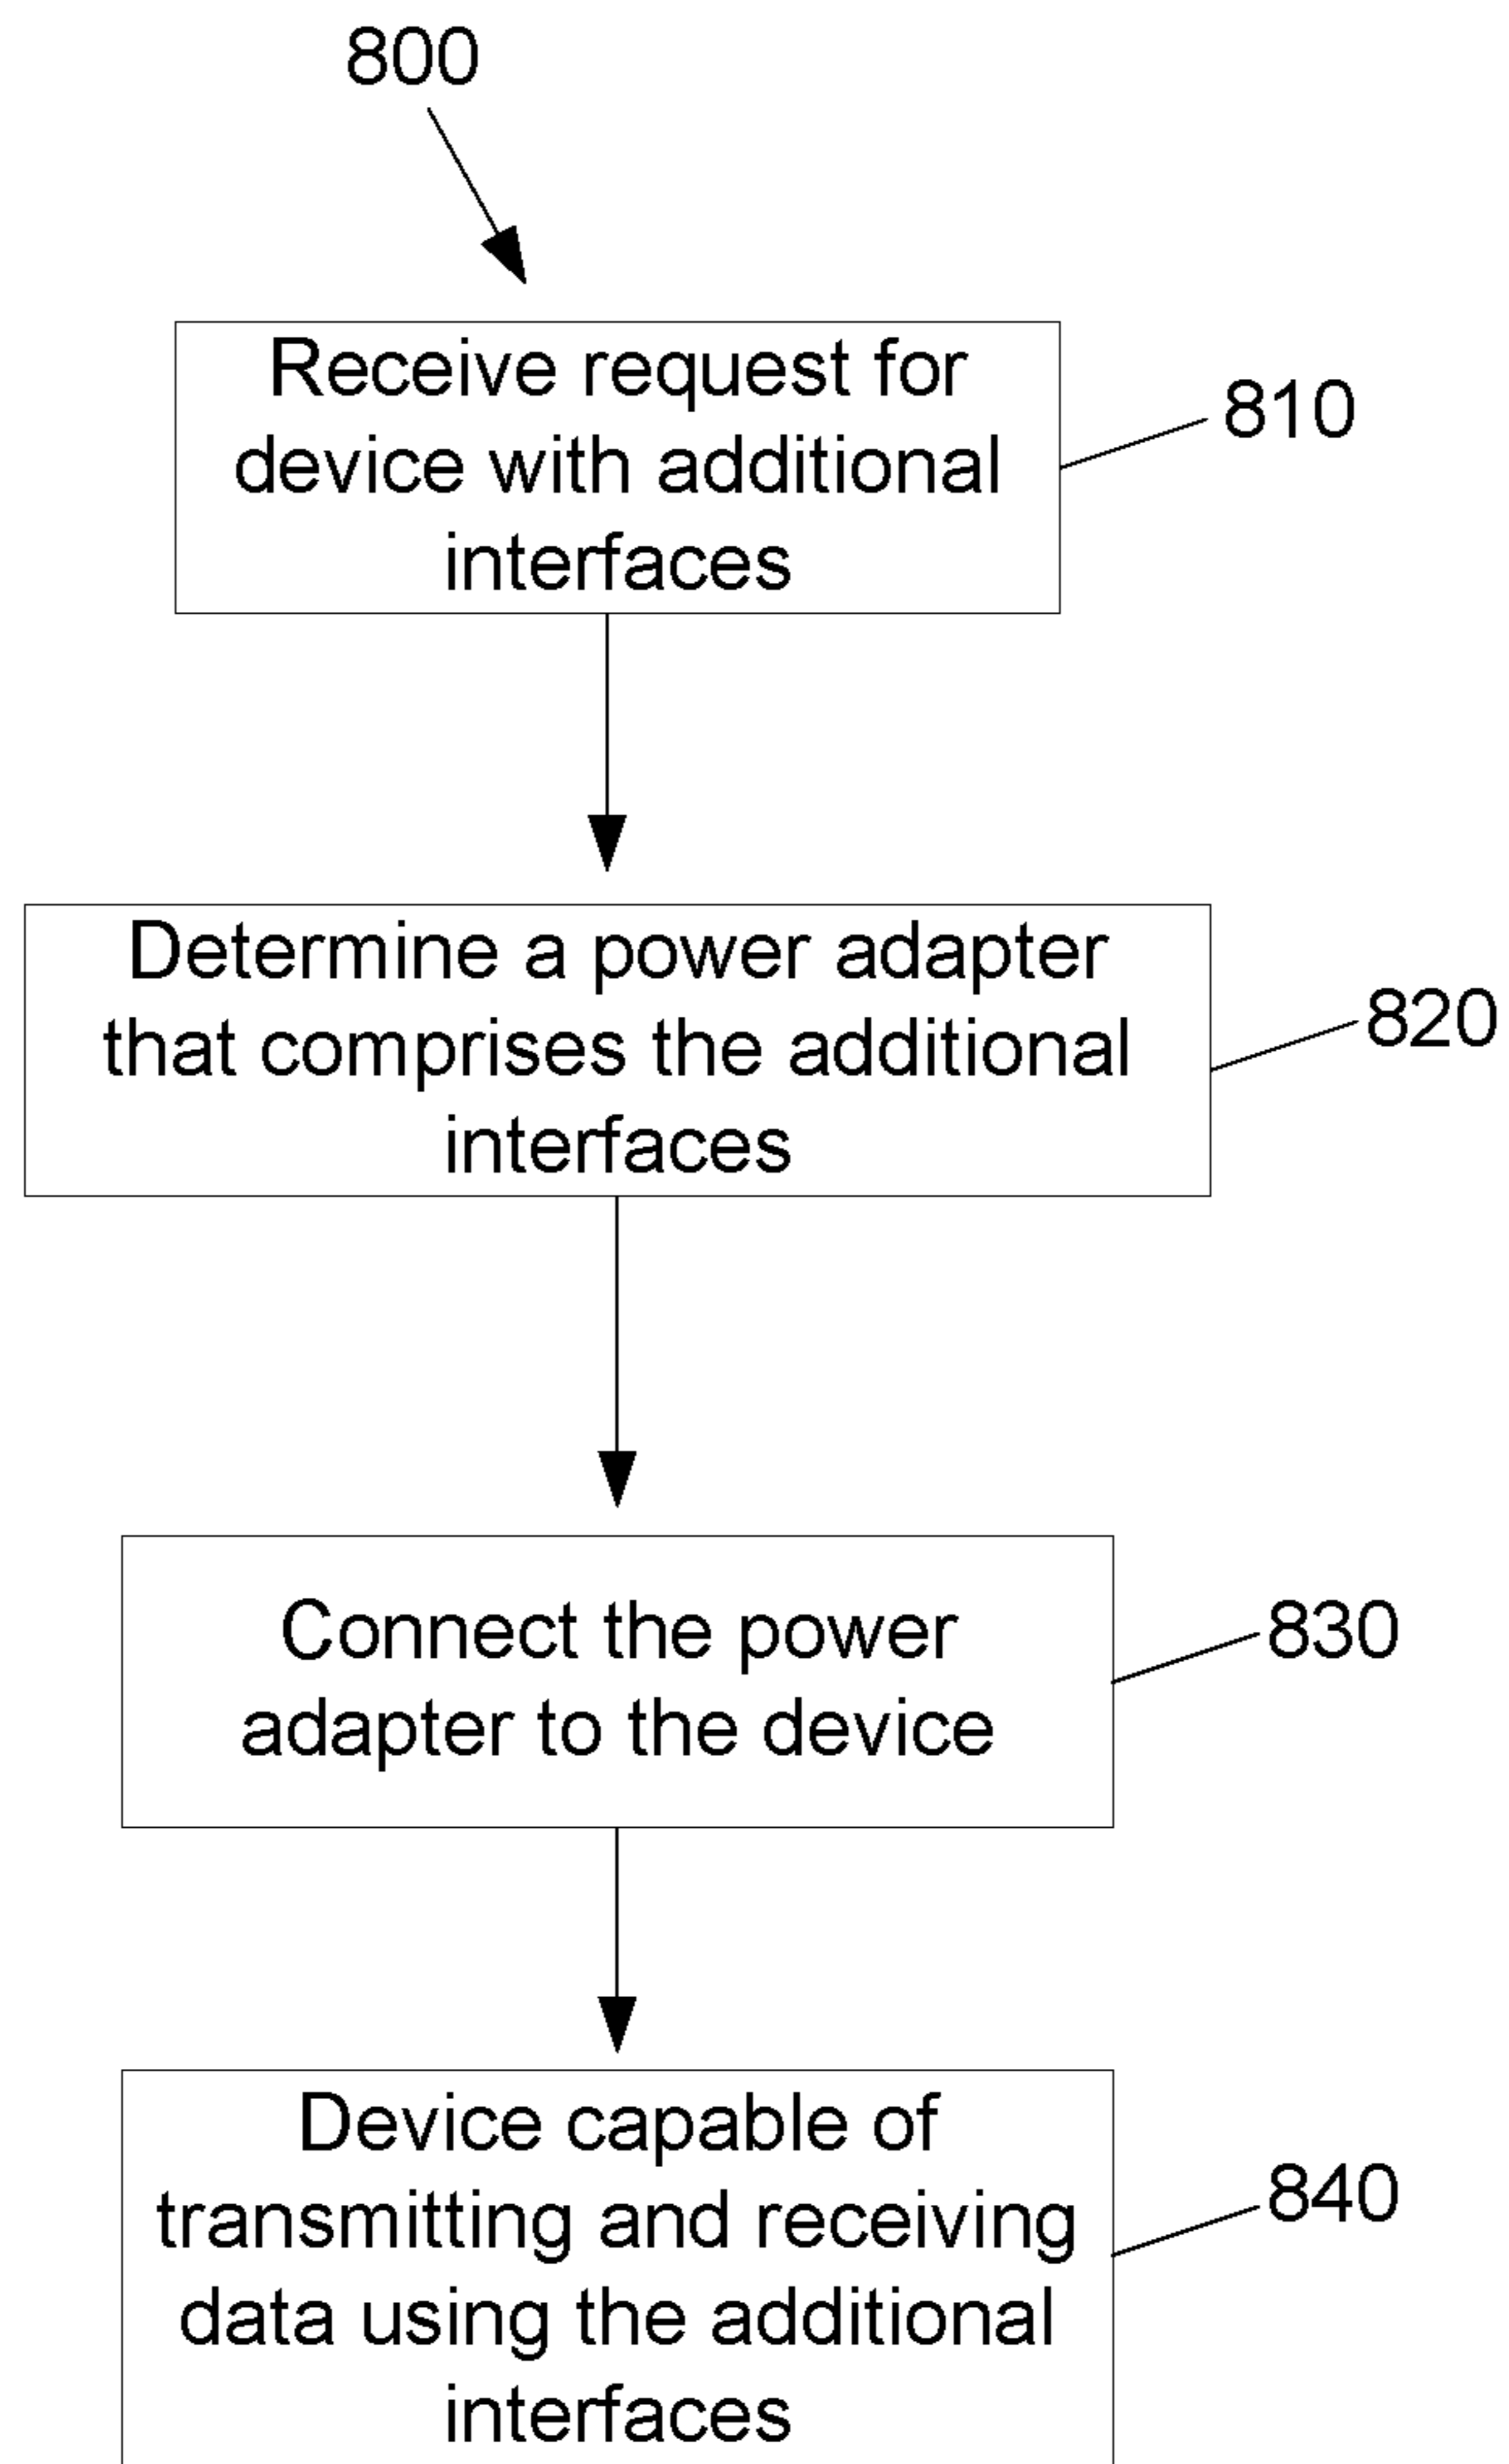 800
Receive request for
device with additional
interfaces
810
Determine a power adapter
that comprises the additional
interfaces
820
Connect the power
adapter to the device
830
Device capable of
transmitting and receiving
data using the additional
interfaces
840